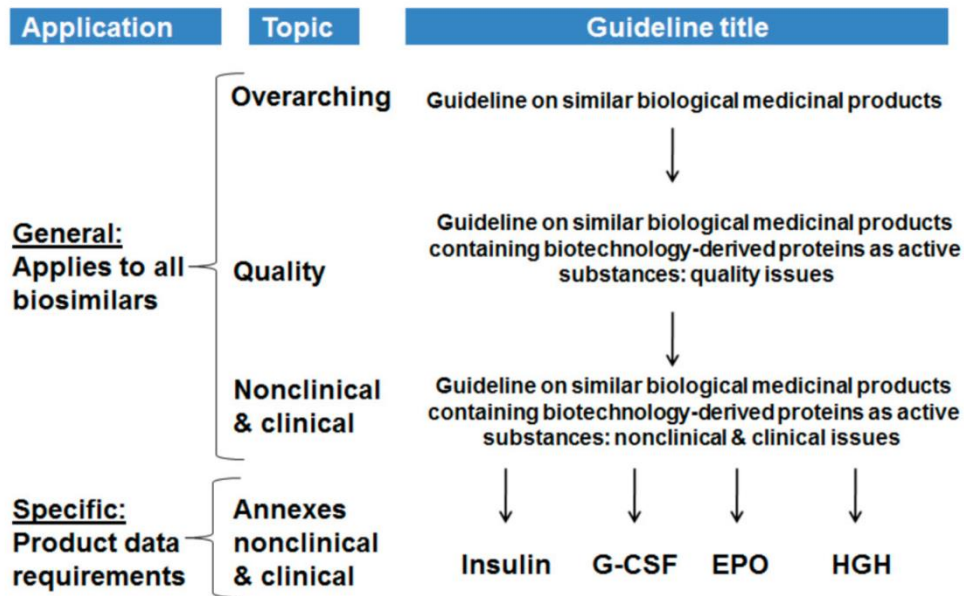 Application Topic Guideline title
Overarching
Guideline on similar biological medicinal products
General:
Applies to all
biosimilars
Quality
Guideline on similar biological medicinal products
containing biotechnology-derived proteins as active
substances: quality issues
Nonclinical
& clinical
Guideline on similar biological medicinal products
containing biotechnology-derived proteins as active
substances: nonclinical & clinical issues
Specific:
Product data
requirements
Annexes
nonclinical
& clinical
Insulin G-CSF EPO HGH